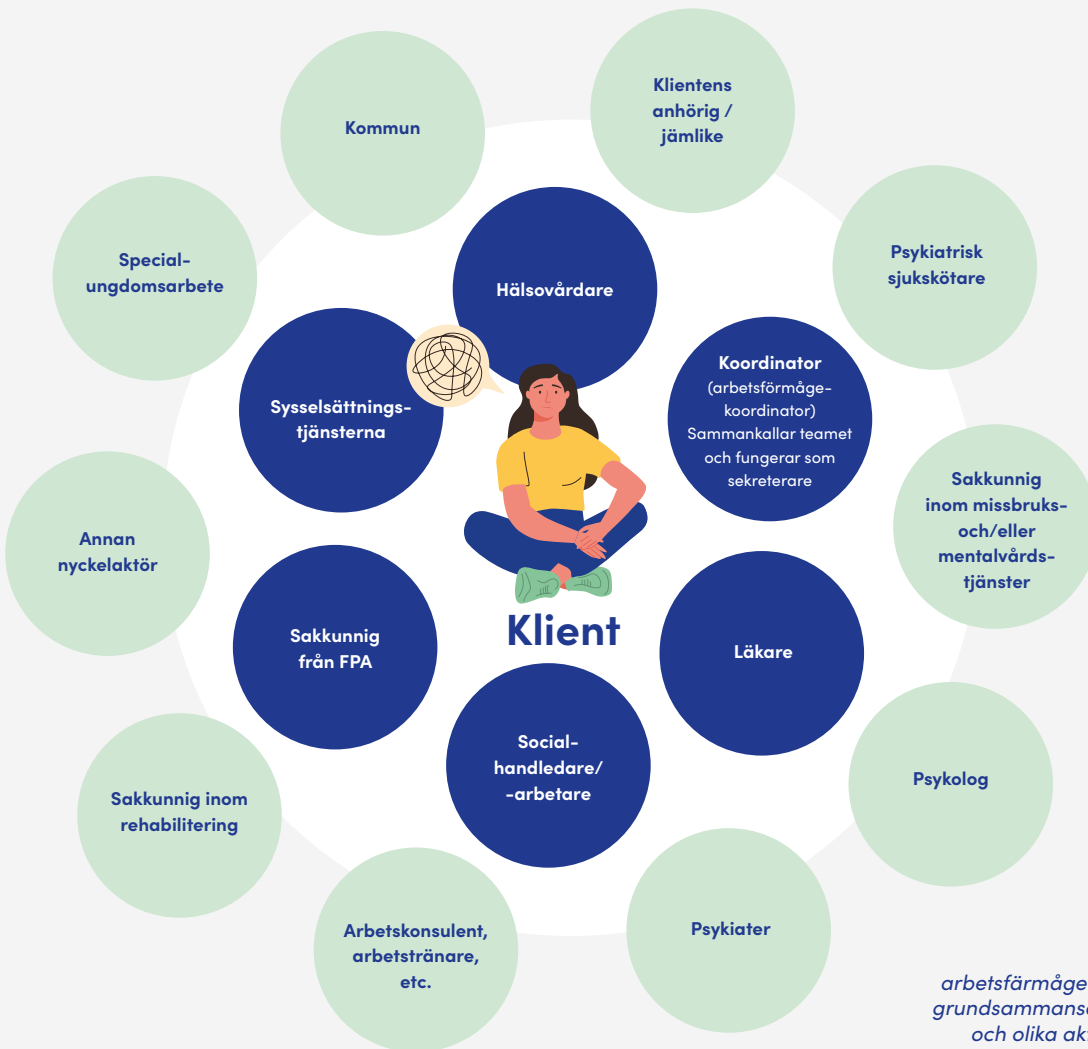 Kommun
Klientens
anhörig /
jämlike
Special-
ungdomsarbete
Hälsovårdare
Psykiatrisk
sjukskötare
Sysselsättnings-
tjänsterna
Koordinator
(arbetsförmåge-
koordinator)
Sammankallar teamet
och fungerar som
sekreterare
Annan
nyckelaktör
Sakkunnig
inom missbruks-
och/eller
mentalvårds-
tjänster
Sakkunnig
från FPA
Klient
Läkare
Social-
handledare/
-arbetare
Sakkunnig inom
rehabilitering
Psykolog
Arbetskonsulent,
arbetstränare,
etc.
Psykiater
arbetsfärmåge
grundsammans
och olika akt